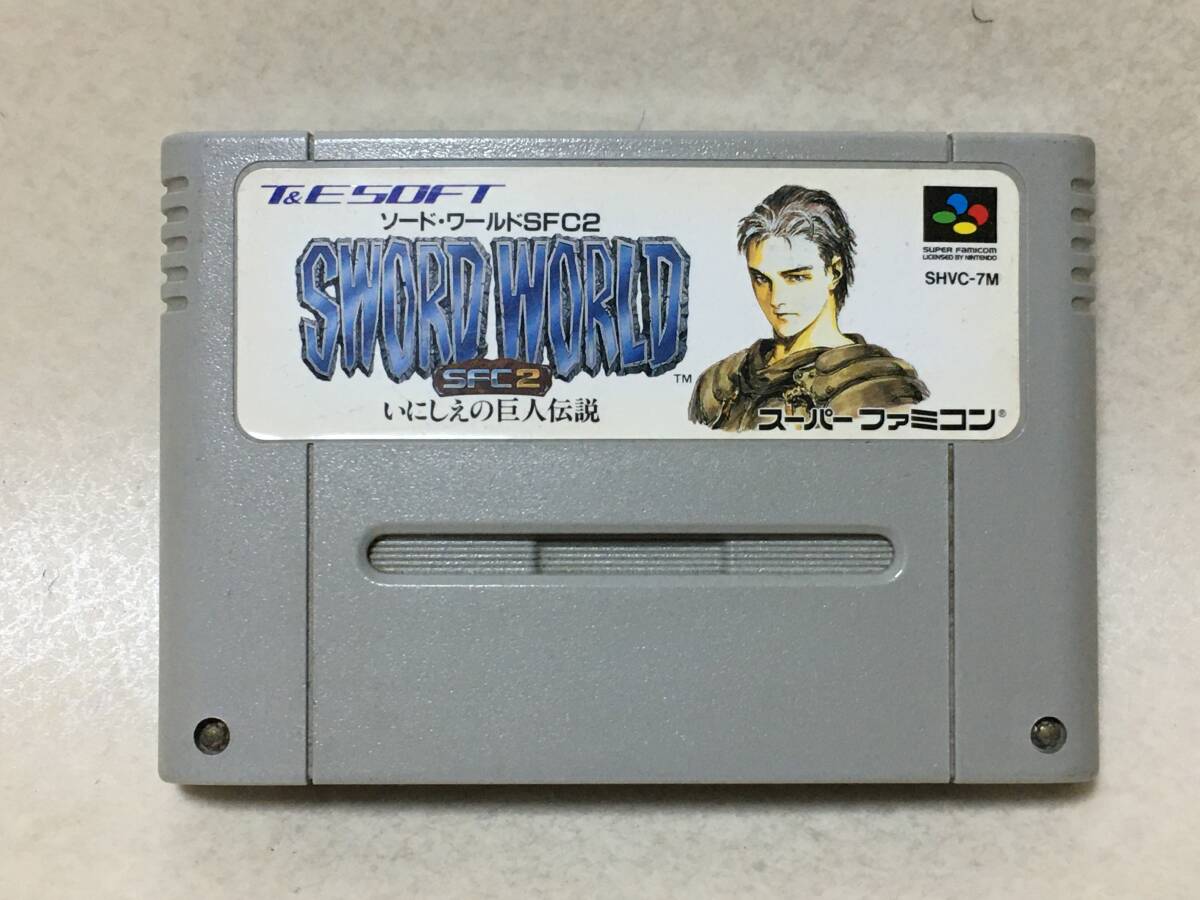 T&E SOFT
ソード・ワールドSFC2
SWORD WORLD
SFC2
TM
いにしえの巨人伝説
SUPER FAMICOM
LICENSED BY NINTENDO
SHVC-7M
スーパーファミコン®